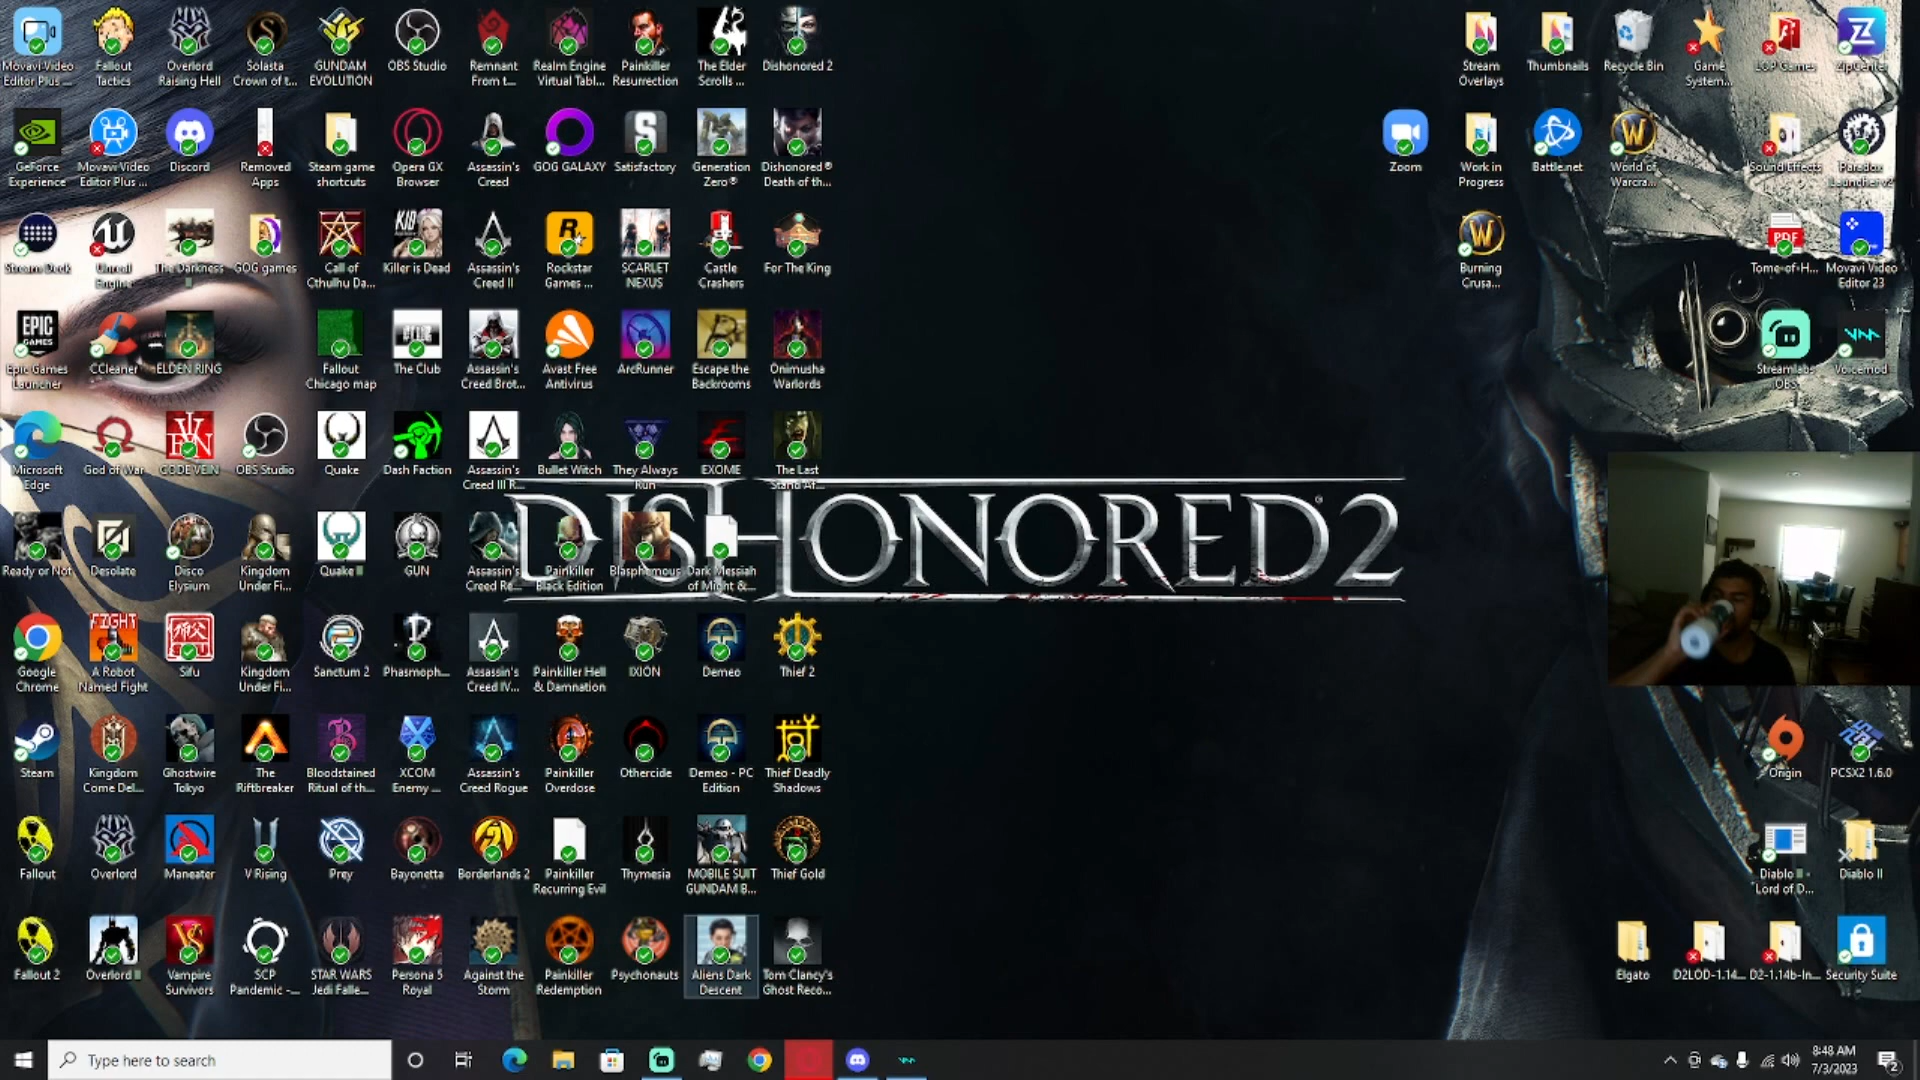 Movavi Video
Editor Plus ...
Fallout
Tactics
Overlord
Raising Hell
Solasta
Crown of t...
GUNDAM
EVOLUTION
OBS Studio
Remnant
From t...
Realm Engine
Virtual Tabl...
Painkiller
Resurrection
The Elder
Scrolls ...
Dishonored 2
Stream
Overlays
Thumbnails
Recycle Bin
Game
System...
LOP Games
ZipCenter
GeForce
Experience
Movavi Video
Editor Plus ...
Discord
Removed
Apps
Steam game
shortcuts
Opera GX
Browser
Assassin's
Creed
GOG GALAXY
Satisfactory
Generation
Zero®
Dishonored®
Death of th...
Zoom
Work in
Progress
Battle.net
World of
Warcra...
Sound Effects
Paradox
Launcher v2
Stream Deck
Unreal
Engine
The Darkness
II
GOG games
Call of
Cthulhu Da...
Killer is Dead
Assassin's
Creed II
Rockstar
Games ...
SCARLET
NEXUS
Castle
Crashers
For The King
Burning
Crusa...
PDF
Tome-of-H...
Movavi Video
Editor 23
EPIC
GAMES
Epic Games
Launcher
CCleaner
ELDEN RING
Fallout
Chicago map
The Club
Assassin's
Creed Brot...
Avast Free
Antivirus
ArcRunner
Escape the
Backrooms
Onimusha
Warlords
Streamlabs
OBS
Voicemod
Microsoft
Edge
God of War
CODE VEIN
OBS Studio
Quake
Dash Faction
Assassin's
Creed III R...
Bullet Witch
They Always
Run
EXOME
The Last
Stand Af...
DISHONORED 2
Ready or Not
Desolate
Disco
Elysium
Kingdom
Under Fi...
Quake II
GUN
Assassin's
Creed Re...
Painkiller
Black Edition
Blasphemous
Dark Messiah
of Might &...
Google
Chrome
FIGHT
A Robot
Named Fight
Sifu
Kingdom
Under Fi...
Sanctum 2
Phasmoph...
Assassin's
Creed IV...
Painkiller Hell
& Damnation
IXION
Demeo
Thief 2
Steam
Kingdom
Come Del...
Ghostwire
Tokyo
The
Riftbreaker
Bloodstained
Ritual of th...
XCOM
Enemy ...
Assassin's
Creed Rogue
Painkiller
Overdose
Othercide
Demeo - PC
Edition
Thief Deadly
Shadows
Origin
PCSX2 1.6.0
Fallout
Overlord
Maneater
V Rising
Prey
Bayonetta
Borderlands 2
Painkiller
Recurring Evil
Thymesia
MOBILE SUIT
GUNDAM B...
Thief Gold
Diablo II -
Lord of D...
Diablo II
Fallout 2
Overlord II
Vampire
Survivors
SCP
Pandemic -...
STAR WARS
Jedi Falle...
Persona 5
Royal
Against the
Storm
Painkiller
Redemption
Psychonauts
Aliens Dark
Descent
Tom Clancy's
Ghost Reco...
Elgato
D2LOD-1.14...
D2-1.14b-In...
Security Suite
Type here to search
8:48 AM
7/3/2023
2